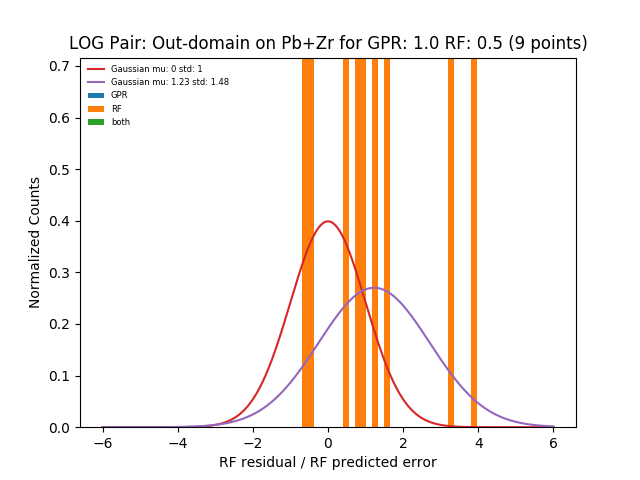 LOG Pair: Out-domain on Pb+Zr for GPR: 1.0 RF: 0.5 (9 points)
Gaussian mu: 0 std: 1
Gaussian mu: 1.23 std: 1.48
GPR
RF
both
Normalized Counts
0.7
0.6
0.5
0.4
0.3
0.2
0.1
0.0
−6 −4 −2 0 2 4 6
RF residual / RF predicted error